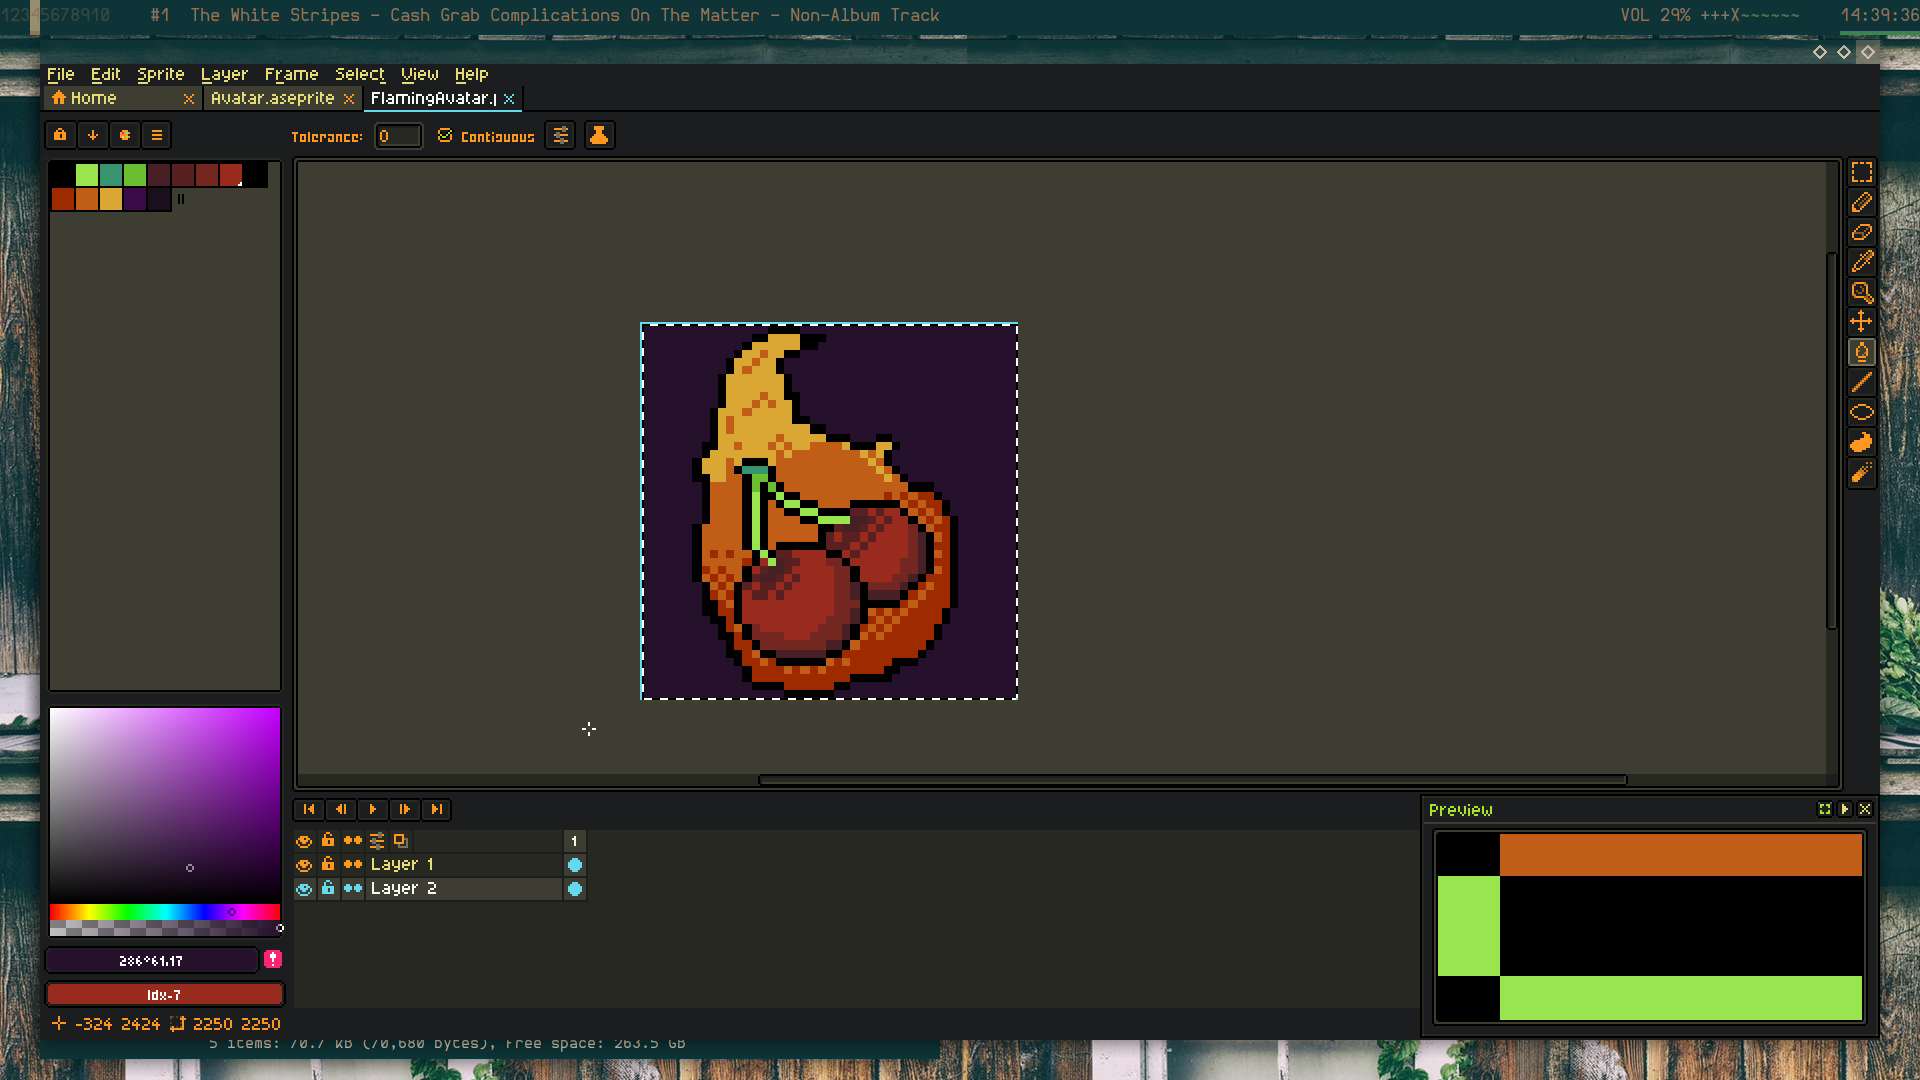 12345678910 #1 The White Stripes - Cash Grab Complications On The Matter - Non-Album Track VOL 29% +++X~~~~~~ 14:39:36
File Edit Sprite Layer Frame Select View Help
Home Avatar.aseprite FlamingAvatar.p
Tolerance: 0 Contiguous
1
Layer 1
Layer 2
Preview
286°61.17
Idx-7
-324 2424 2250 2250
5 items: 70.7 kB (70,680 bytes), Free space: 263.5 GB